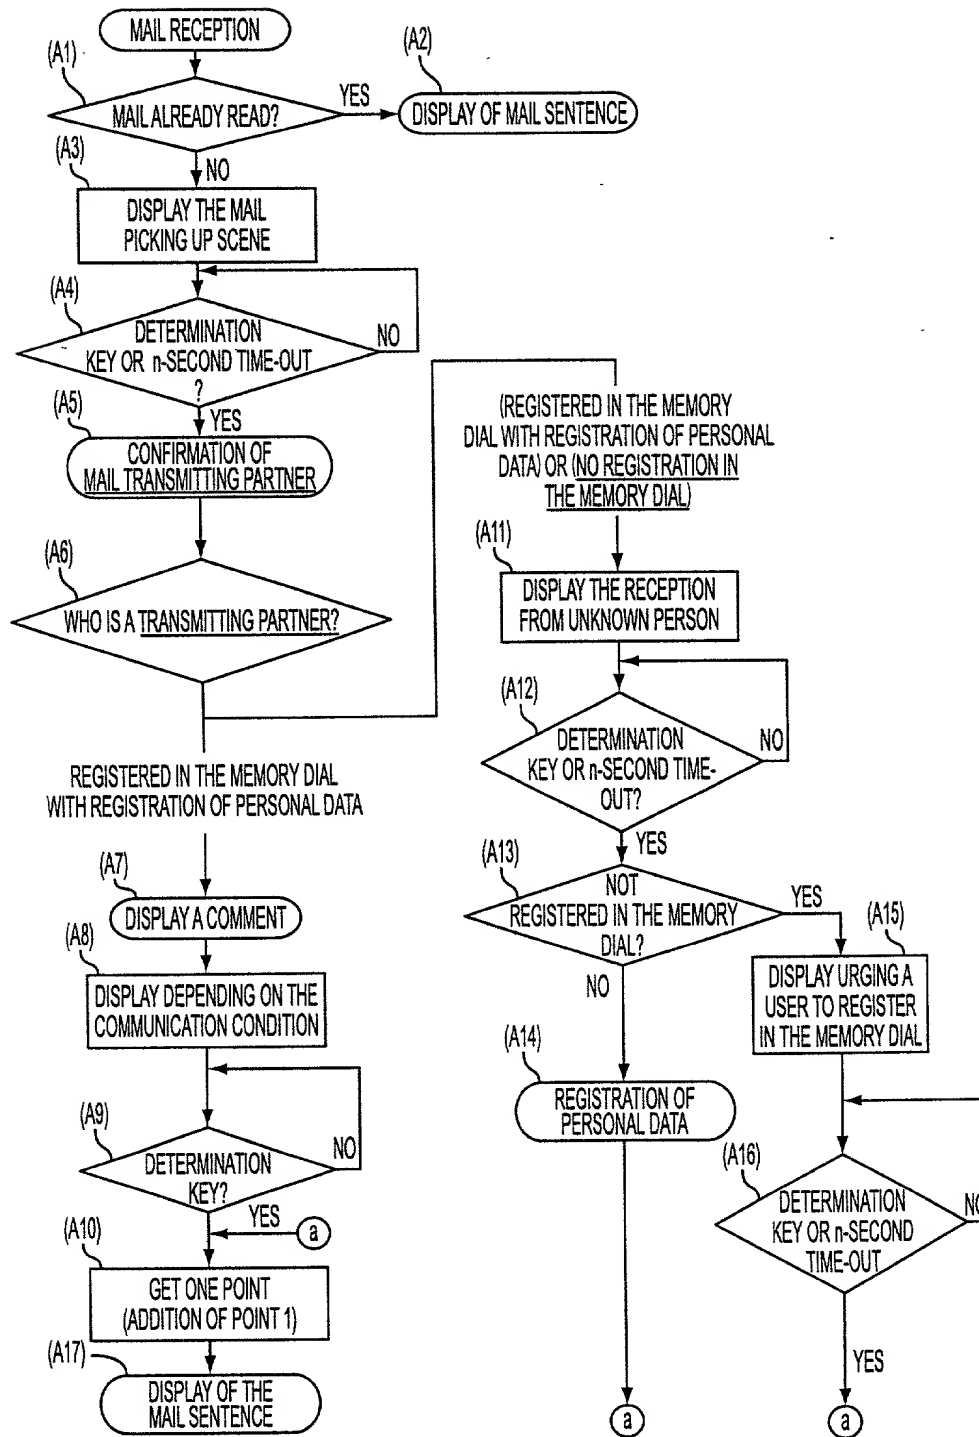 MAIL RECEPTION
(A1)
MAIL ALREADY READ?
YES
(A2)
DISPLAY OF MAIL SENTENCE
NO
(A3)
DISPLAY THE MAIL
PICKING UP SCENE
(A4)
DETERMINATION
KEY OR n-SECOND TIME-OUT
?
NO
YES
(A5)
CONFIRMATION OF
MAIL TRANSMITTING PARTNER
(A6)
WHO IS A TRANSMITTING PARTNER?
REGISTERED IN THE MEMORY DIAL
WITH REGISTRATION OF PERSONAL DATA
(A7)
DISPLAY A COMMENT
(A8)
DISPLAY DEPENDING ON THE
COMMUNICATION CONDITION
(A9)
DETERMINATION
KEY?
NO
YES
a
(A10)
GET ONE POINT
(ADDITION OF POINT 1)
(A17)
DISPLAY OF THE
MAIL SENTENCE
(REGISTERED IN THE MEMORY
DIAL WITH REGISTRATION OF PERSONAL
DATA) OR (NO REGISTRATION IN
THE MEMORY DIAL)
(A11)
DISPLAY THE RECEPTION
FROM UNKNOWN PERSON
(A12)
DETERMINATION
KEY OR n-SECOND TIME-
OUT?
NO
YES
(A13)
NOT
REGISTERED IN THE MEMORY
DIAL?
YES
NO
(A14)
REGISTRATION OF
PERSONAL DATA
a
(A15)
DISPLAY URGING A
USER TO REGISTER
IN THE MEMORY DIAL
(A16)
DETERMINATION
KEY OR n-SECOND
TIME-OUT
NO
YES
a